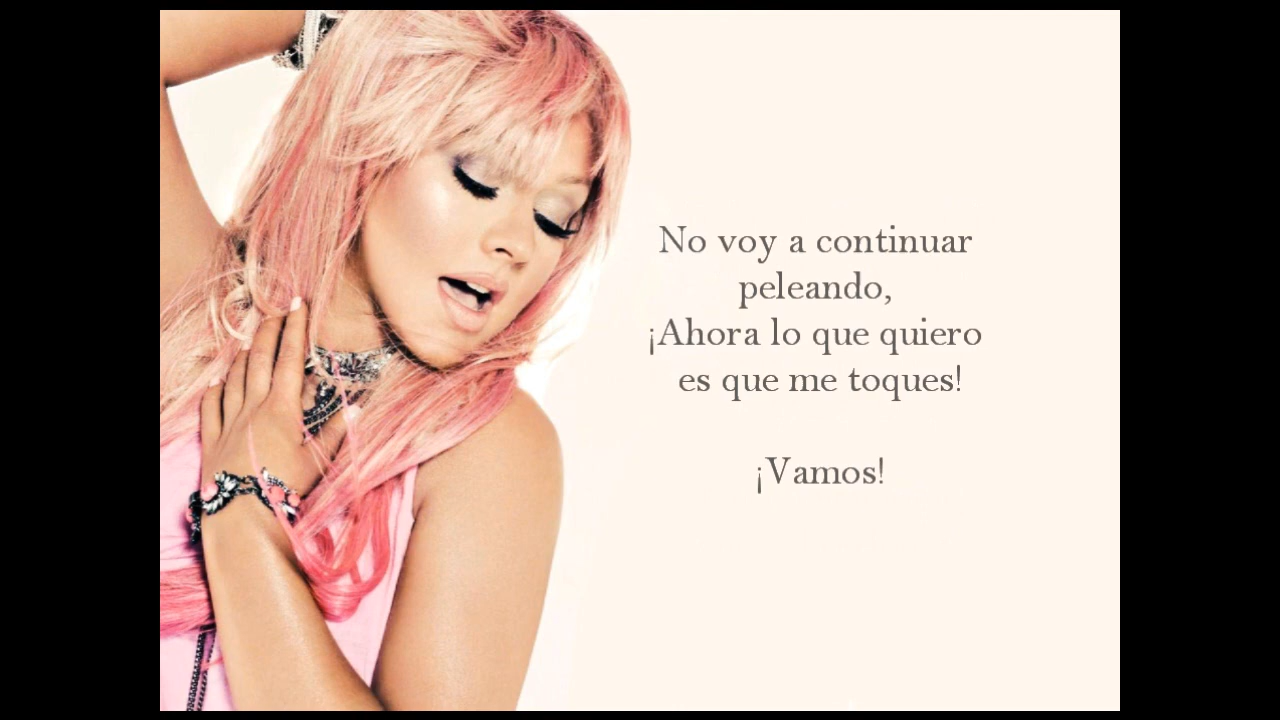 No voy a continuar
peleando,
¡Ahora lo que quiero
es que me toques!
¡Vamos!